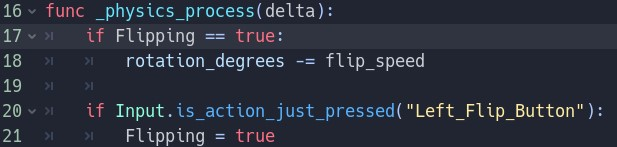 16 func _physics_process(delta):
17 if Flipping == true:
18 rotation_degrees -= flip_speed
19
20 if Input.is_action_just_pressed("Left_Flip_Button"):
21 Flipping = true